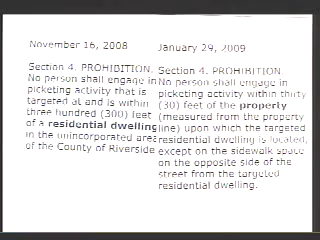 November 16, 2008
Section 4. PROHIBITION.
No person shall engage in
picketing activity that is
targeted at and is within
three hundred (300) feet
of a residential dwelling
in the unincorporated area
of the County of Riverside
January 29, 2009
Section 4. PROHIBITION.
No person shall engage in
picketing activity within thirty
(30) feet of the property
(measured from the property
line) upon which the targeted
residential dwelling is located,
except on the sidewalk space
on the opposite side of the
street from the targeted
residential dwelling.